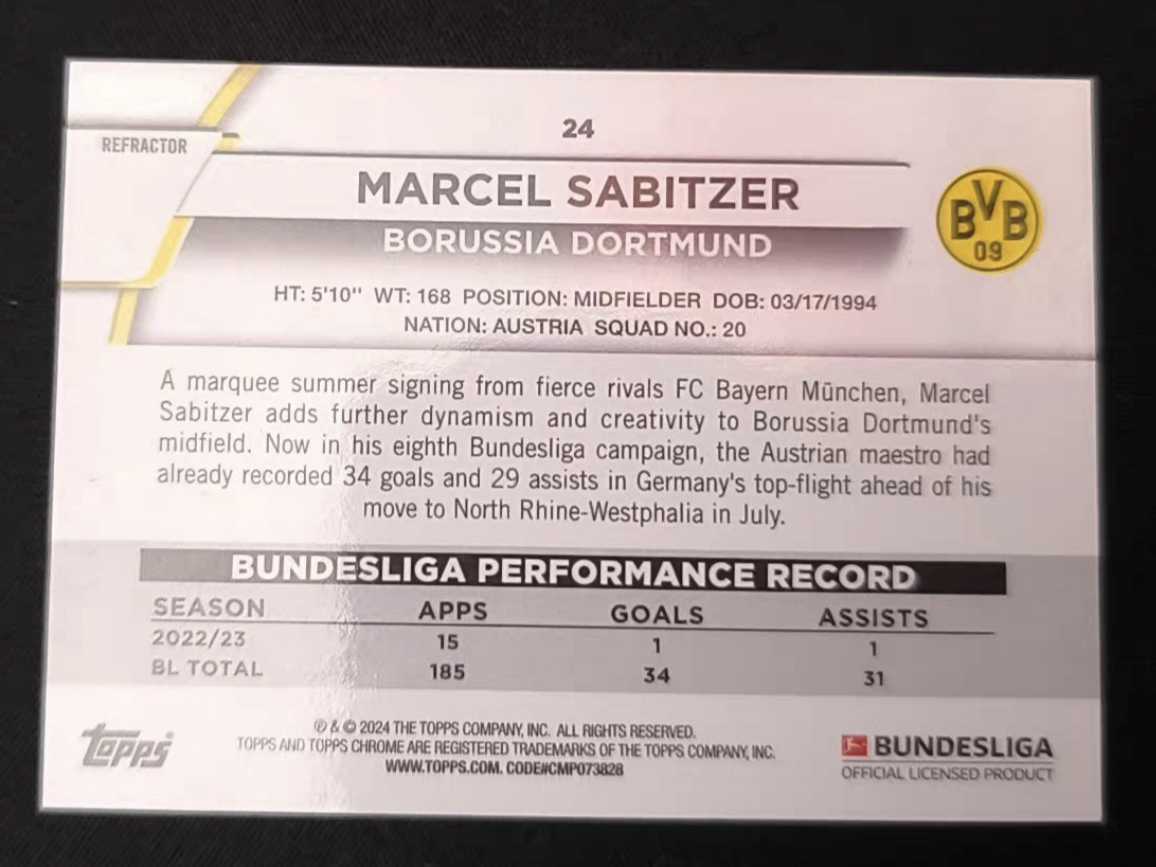 24
REFRACTOR
MARCEL SABITZER
BORUSSIA DORTMUND
BVB
09
HT: 5'10" WT: 168 POSITION: MIDFIELDER DOB: 03/17/1994
NATION: AUSTRIA SQUAD NO.: 20
A marquee summer signing from fierce rivals FC Bayern München, Marcel
Sabitzer adds further dynamism and creativity to Borussia Dortmund's
midfield. Now in his eighth Bundesliga campaign, the Austrian maestro had
already recorded 34 goals and 29 assists in Germany's top-flight ahead of his
move to North Rhine-Westphalia in July.
BUNDESLIGA PERFORMANCE RECORD
SEASON APPS GOALS ASSISTS
2022/23 15 1 1
BL TOTAL 185 34 31
topps
℗ & © 2024 THE TOPPS COMPANY, INC. ALL RIGHTS RESERVED.
TOPPS AND TOPPS CHROME ARE REGISTERED TRADEMARKS OF THE TOPPS COMPANY, INC.
WWW.TOPPS.COM. CODE#CMP073828
BUNDESLIGA
OFFICIAL LICENSED PRODUCT